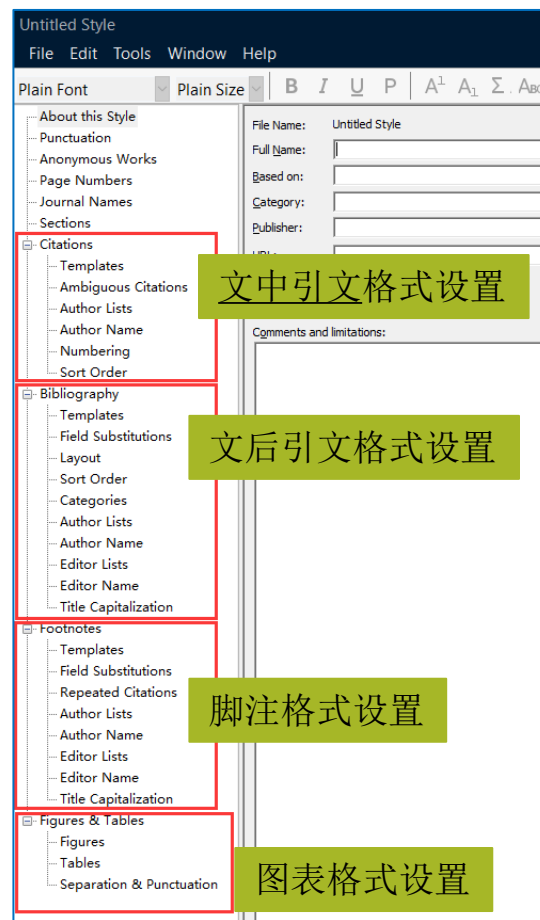 Untitled Style
File Edit Tools Window Help
Plain Font Plain Size B I U P A1 A1 Σ ABC
About this Style
Punctuation
Anonymous Works
Page Numbers
Journal Names
Sections
Citations
Templates
Ambiguous Citations
Author Lists
Author Name
Numbering
Sort Order
Bibliography
Templates
Field Substitutions
Layout
Sort Order
Categories
Author Lists
Author Name
Editor Lists
Editor Name
Title Capitalization
Footnotes
Templates
Field Substitutions
Repeated Citations
Author Lists
Author Name
Editor Lists
Editor Name
Title Capitalization
Figures & Tables
Figures
Tables
Separation & Punctuation
File Name: Untitled Style
Full Name:
Based on:
Category:
Publisher:
Comments and limitations:
文中引文格式设置
文后引文格式设置
脚注格式设置
图表格式设置